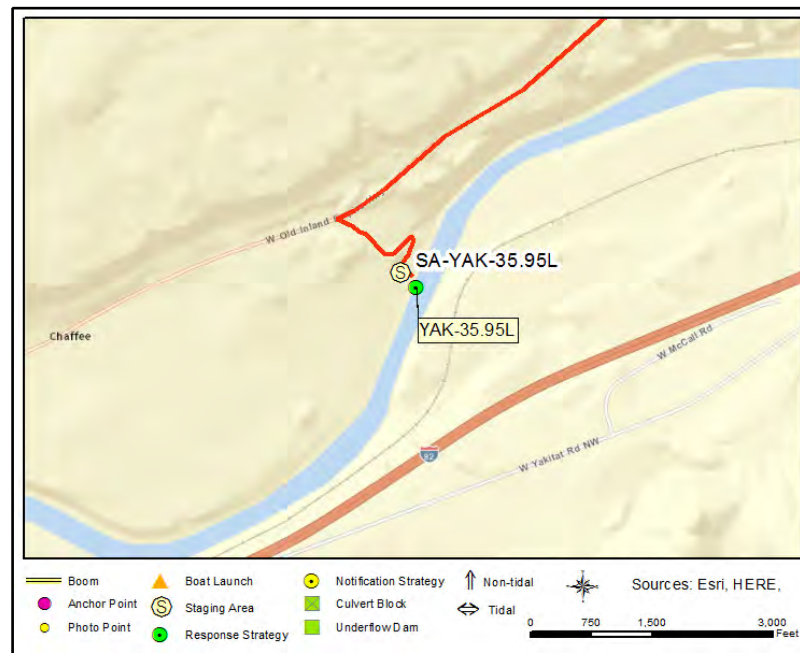 W Old Inland
SA-YAK-35.95L
S
YAK-35.95L
Chaffee
W McCall Rd
82
W Yakitat Rd NW
Boom
Boat Launch
Notification Strategy
Non-tidal
Sources: Esri, HERE,
Anchor Point
S
Staging Area
Culvert Block
Tidal
Photo Point
Response Strategy
Underflow Dam
0 750 1,500 3,000
Feet